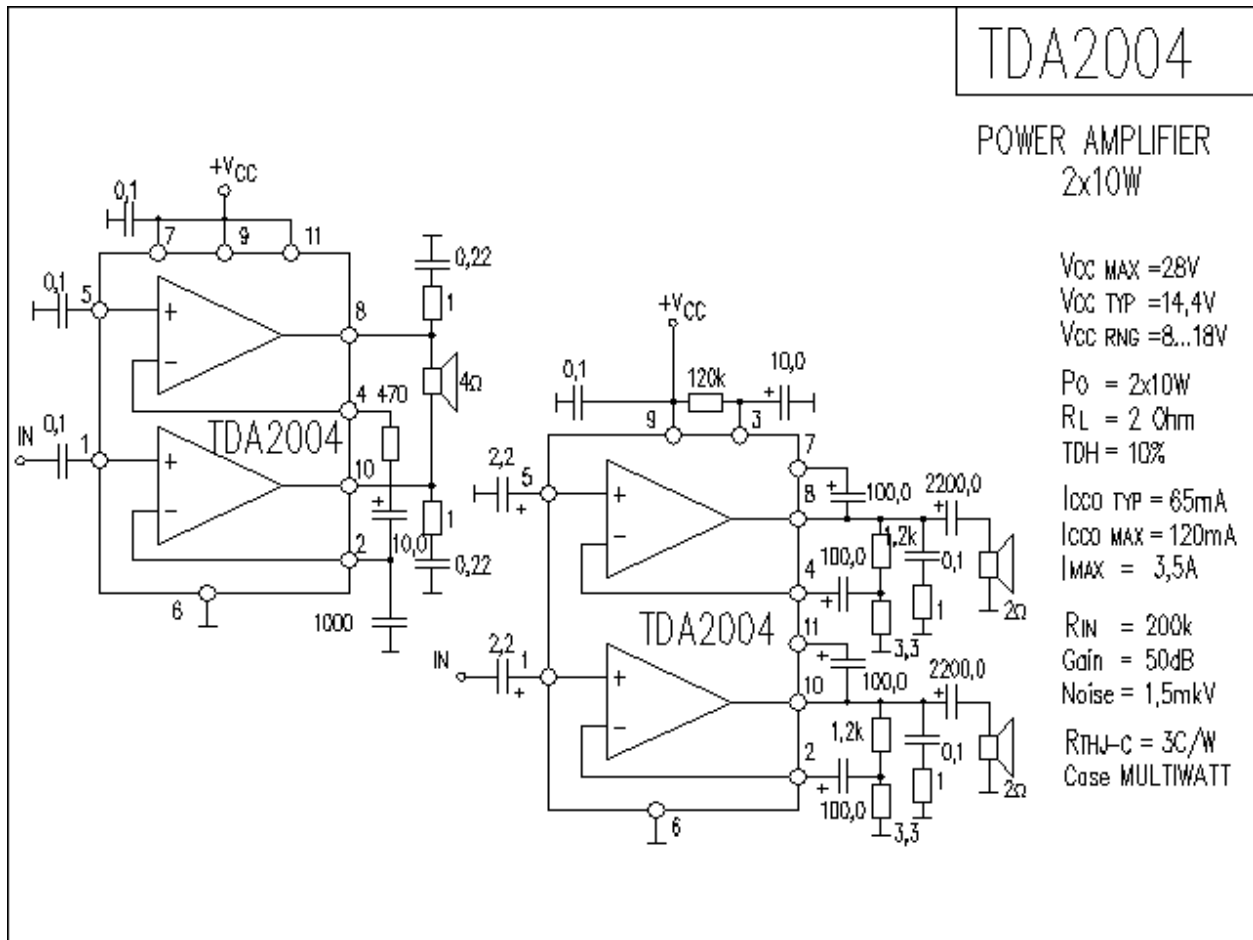 TDA2004
POWER AMPLIFIER
2x10W
VCC MAX =28V
VCC TYP =14,4V
VCC RNG =8...18V
PO = 2x10W
RL = 2 Ohm
TDH = 10%
ICCO TYP = 65mA
ICCO MAX = 120mA
IMAX = 3,5A
RIN = 200k
Gain = 50dB
Noise = 1,5mkV
RTHJ-C = 3C/W
Case MULTIWATT
+VCC
0,1
7
9
11
0,22
0,1
5
1
8
4Ω
4
470
IN
0,1
1
TDA2004
10
1
2
10,0
0,22
6
1000
+VCC
0,1
120k
10,0
9
3
7
2,2
5
100,0
2200,0
8
1,2k
100,0
0,1
4
1
2Ω
TDA2004
11
3,3
IN
2,2
1
100,0
2200,0
10
1,2k
0,1
2
1
2Ω
100,0
6
3,3